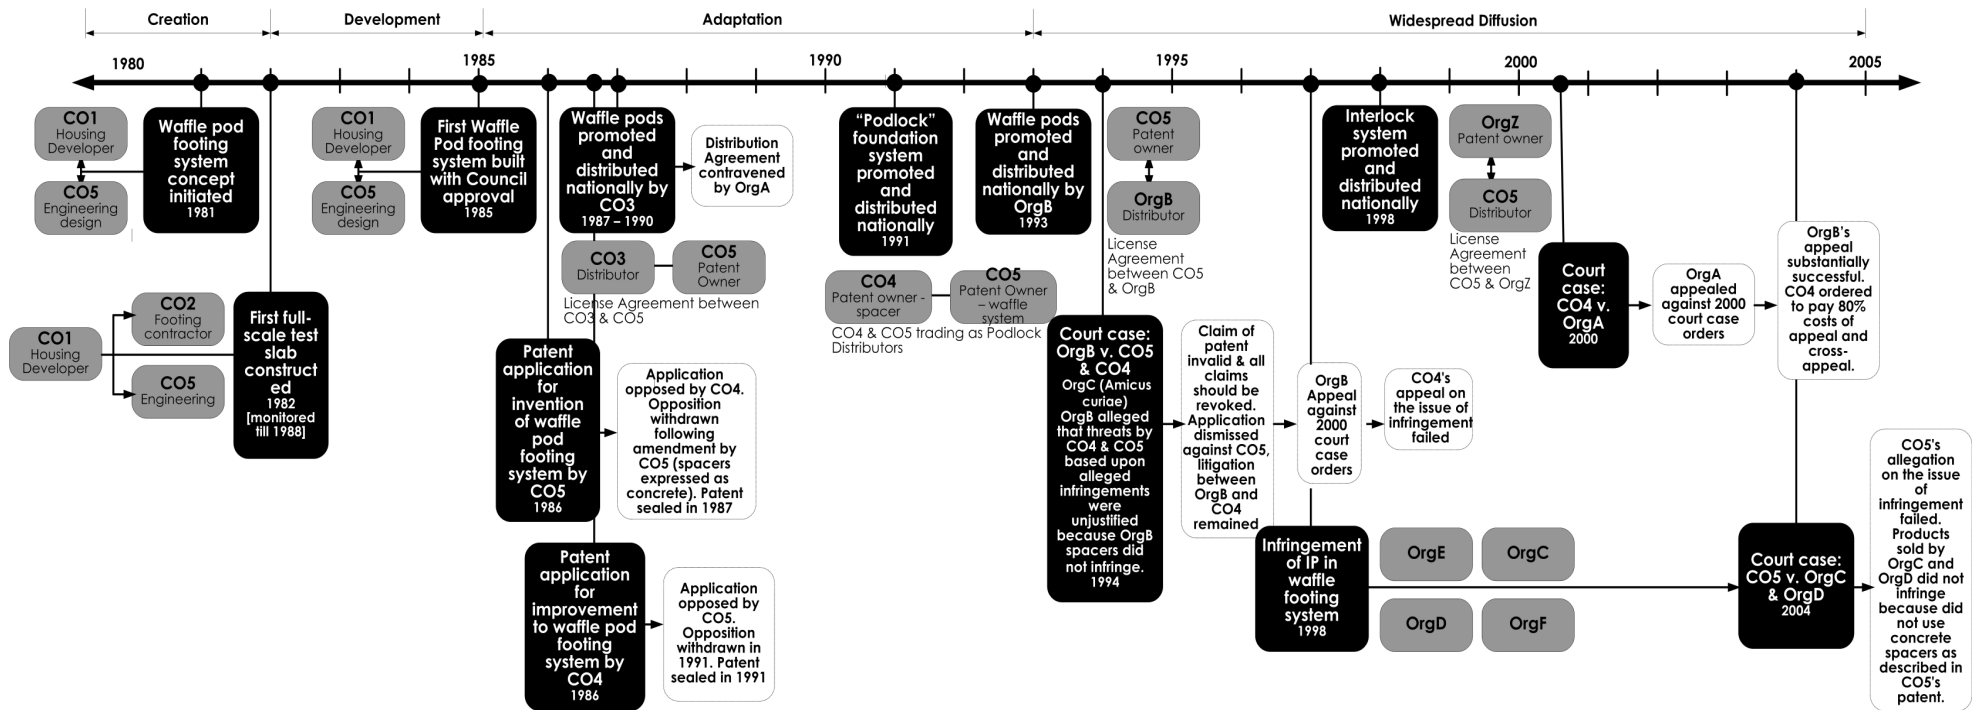 Creation
Development
Adaptation
Widespread Diffusion
1980
1985
1990
1995
2000
2005
CO1
Housing
Developer
CO5
Engineering
design
Waffle pod
footing
system
concept
initiated
1981
CO1
Housing
Developer
CO5
Engineering
design
First Waffle
Pod footing
system built
with Council
approval
1985
Waffle pods
promoted
and
distributed
nationally by
CO3
1987 – 1990
Distribution
Agreement
contravened
by OrgA
CO3
Distributor
CO5
Patent
Owner
License Agreement between
CO3 & CO5
“Podlock”
foundation
system
promoted
and
distributed
nationally
1991
CO4
Patent owner -
spacer
CO5
Patent Owner
– waffle
system
CO4 & CO5 trading as Podlock
Distributors
Waffle pods
promoted
and
distributed
nationally by
OrgB
1993
CO5
Patent
owner
OrgB
Distributor
License
Agreement
between CO5
& OrgB
Interlock
system
promoted
and
distributed
nationally
1998
OrgZ
Patent owner
CO5
Distributor
License
Agreement
between
CO5 & OrgZ
Court
case:
CO4 v.
OrgA
2000
OrgA
appealed
against 2000
court case
orders
OrgB's
appeal
substantially
successful.
CO4 ordered
to pay 80%
costs of
appeal and
cross-
appeal.
CO1
Housing
Developer
CO2
Footing
contractor
CO5
Engineering
First full-
scale test
slab
construct
ed
1982
[monitored
till 1988]
Patent
application
for
invention
of waffle
pod
footing
system by
CO5
1986
Application
opposed by CO4.
Opposition
withdrawn
following
amendment by
CO5 (spacers
expressed as
concrete). Patent
sealed in 1987
Patent
application
for
improvement
to waffle pod
footing
system by
CO4
1986
Application
opposed by
CO5.
Opposition
withdrawn in
1991. Patent
sealed in 1991
Court case:
OrgB v. CO5
& CO4
OrgC (Amicus
curiae)
OrgB alleged
that threats by
CO4 & CO5
based upon
alleged
infringements
were
unjustified
because OrgB
spacers did
not infringe.
1994
Claim of
patent
invalid & all
claims
should be
revoked.
Application
dismissed
against CO5,
litigation
between
OrgB and
CO4
remained
OrgB
Appeal
against
2000
court
case
orders
CO4's
appeal on
the issue of
infringement
failed
Infringement
of IP in
waffle
footing
system
1998
OrgE
OrgC
OrgD
OrgF
Court case:
CO5 v. OrgC
& OrgD
2004
CO5's
allegation
on the issue
of
infringement
failed.
Products
sold by
OrgC and
OrgD did not
infringe
because did
not use
concrete
spacers as
described in
CO5's
patent.